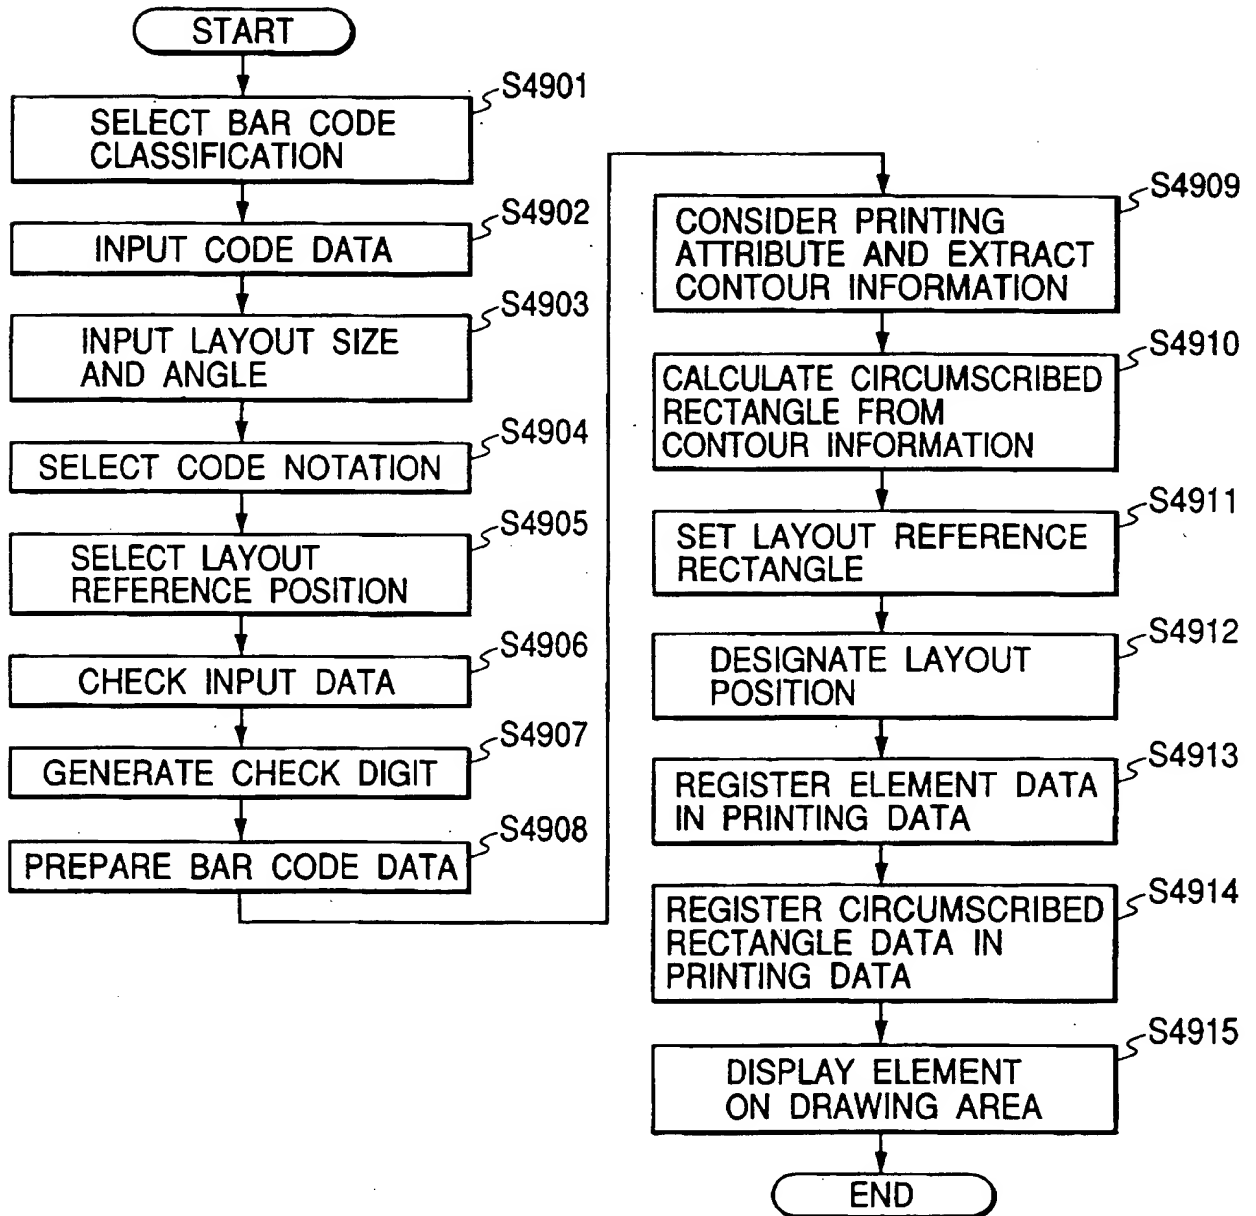 START
S4901
SELECT BAR CODE
CLASSIFICATION
S4902
INPUT CODE DATA
S4903
INPUT LAYOUT SIZE
AND ANGLE
S4904
SELECT CODE NOTATION
S4905
SELECT LAYOUT
REFERENCE POSITION
S4906
CHECK INPUT DATA
S4907
GENERATE CHECK DIGIT
S4908
PREPARE BAR CODE DATA
S4909
CONSIDER PRINTING
ATTRIBUTE AND EXTRACT
CONTOUR INFORMATION
S4910
CALCULATE CIRCUMSCRIBED
RECTANGLE FROM
CONTOUR INFORMATION
S4911
SET LAYOUT REFERENCE
RECTANGLE
S4912
DESIGNATE LAYOUT
POSITION
S4913
REGISTER ELEMENT DATA
IN PRINTING DATA
S4914
REGISTER CIRCUMSCRIBED
RECTANGLE DATA IN
PRINTING DATA
S4915
DISPLAY ELEMENT
ON DRAWING AREA
END